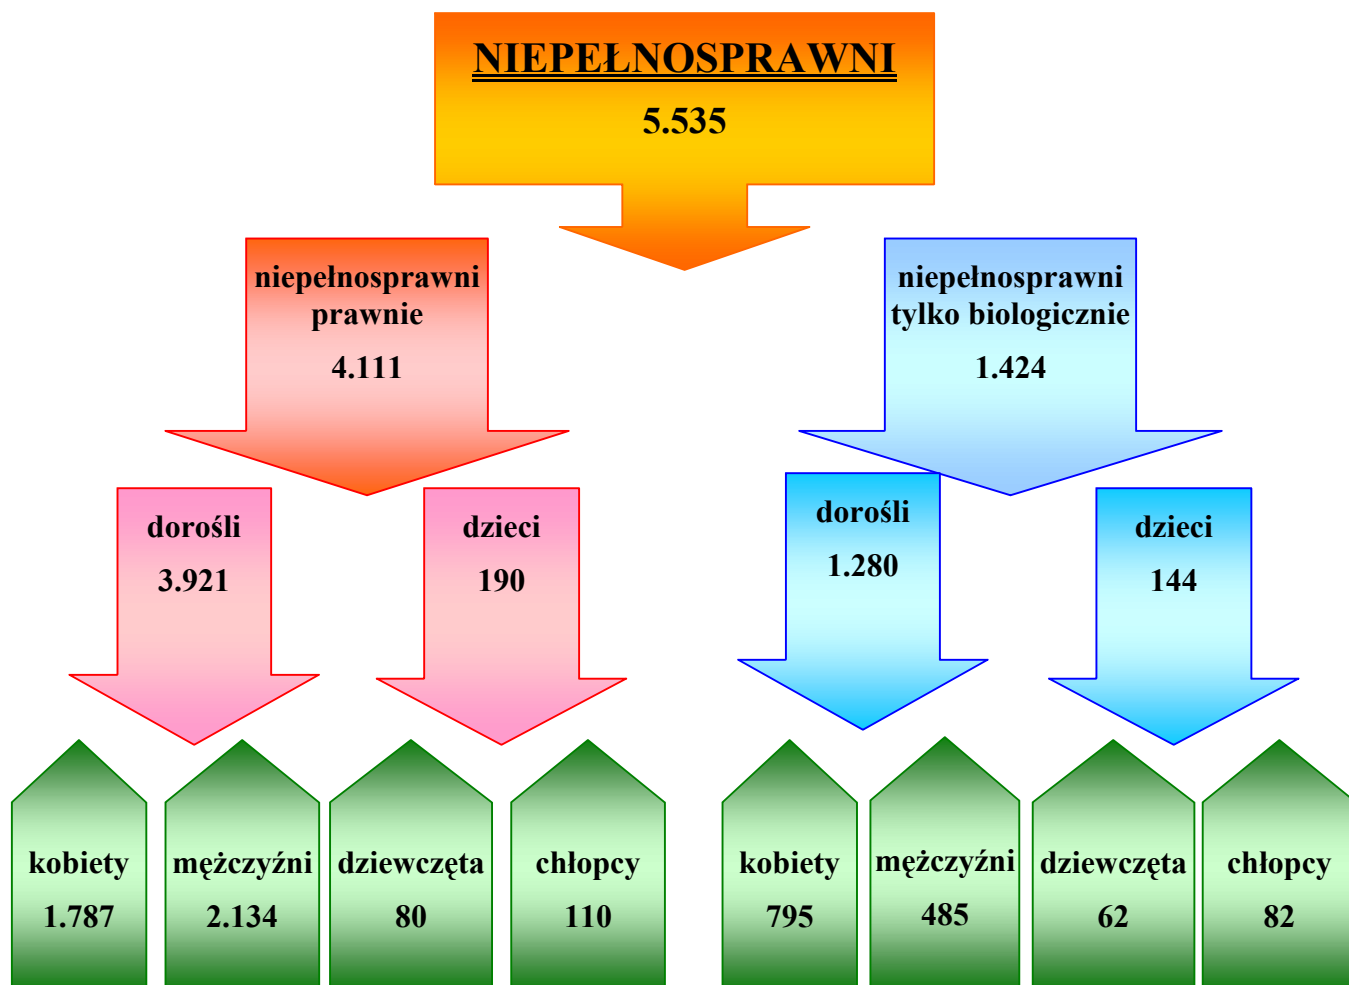 NIEPEŁNOSPRAWNI
5.535
niepełnosprawni
prawnie
4.111
niepełnosprawni
tylko biologicznie
1.424
dorośli
3.921
dzieci
190
dorośli
1.280
dzieci
144
kobiety
1.787
mężczyźni
2.134
dziewczęta
80
chłopcy
110
kobiety
795
mężczyźni
485
dziewczęta
62
chłopcy
82